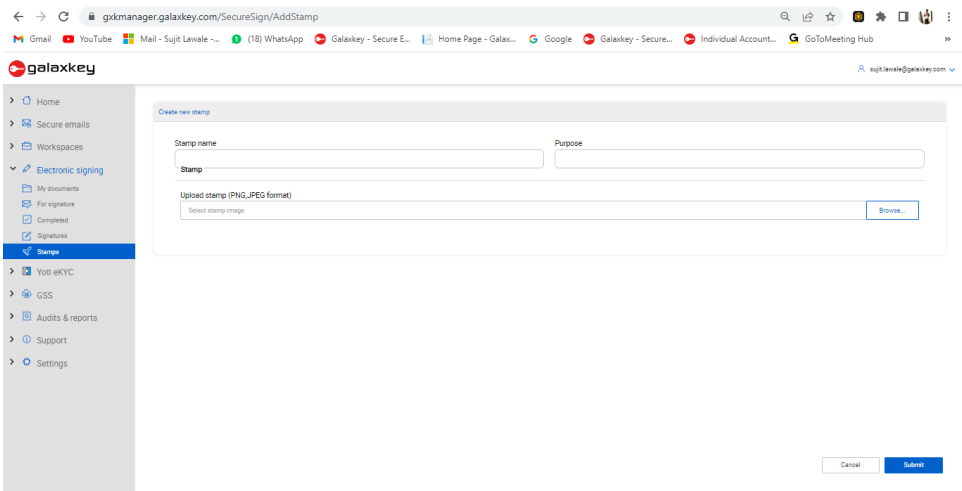 gxkmanager.galaxkey.com/SecureSign/AddStamp
Gmail YouTube Mail - Sujit Lawale -... (18) WhatsApp Galaxkey - Secure E... Home Page - Galax... Google Galaxkey - Secure... Individual Account... GoToMeeting Hub »
galaxkey
sujit.lawale@galaxkey.com
Home
Create new stamp
Secure emails
Workspaces
Stamp name Purpose
Electronic signing
Stamp
My documents
Upload stamp (PNG,JPEG format)
For signature
Select stamp image Browse...
Completed
Signatures
Stamps
Yoti eKYC
GSS
Audits & reports
Support
Settings
Cancel Submit